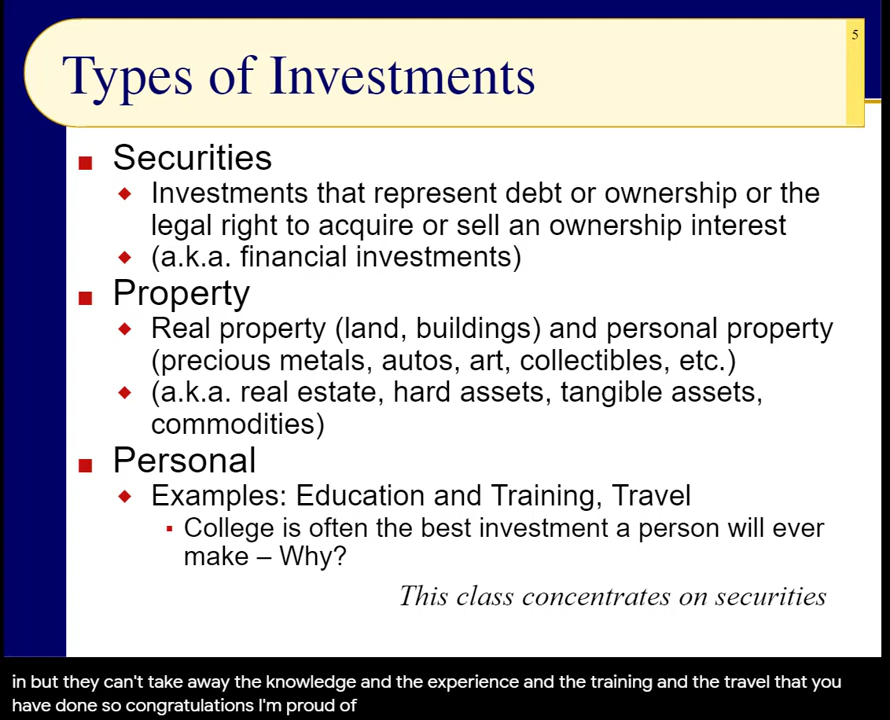 5
Types of Investments
Securities
Investments that represent debt or ownership or the
legal right to acquire or sell an ownership interest
(a.k.a. financial investments)
Property
Real property (land, buildings) and personal property
(precious metals, autos, art, collectibles, etc.)
(a.k.a. real estate, hard assets, tangible assets,
commodities)
Personal
Examples: Education and Training, Travel
College is often the best investment a person will ever
make – Why?
This class concentrates on securities
in but they can't take away the knowledge and the experience and the training and the travel that you
have done so congratulations I'm proud of